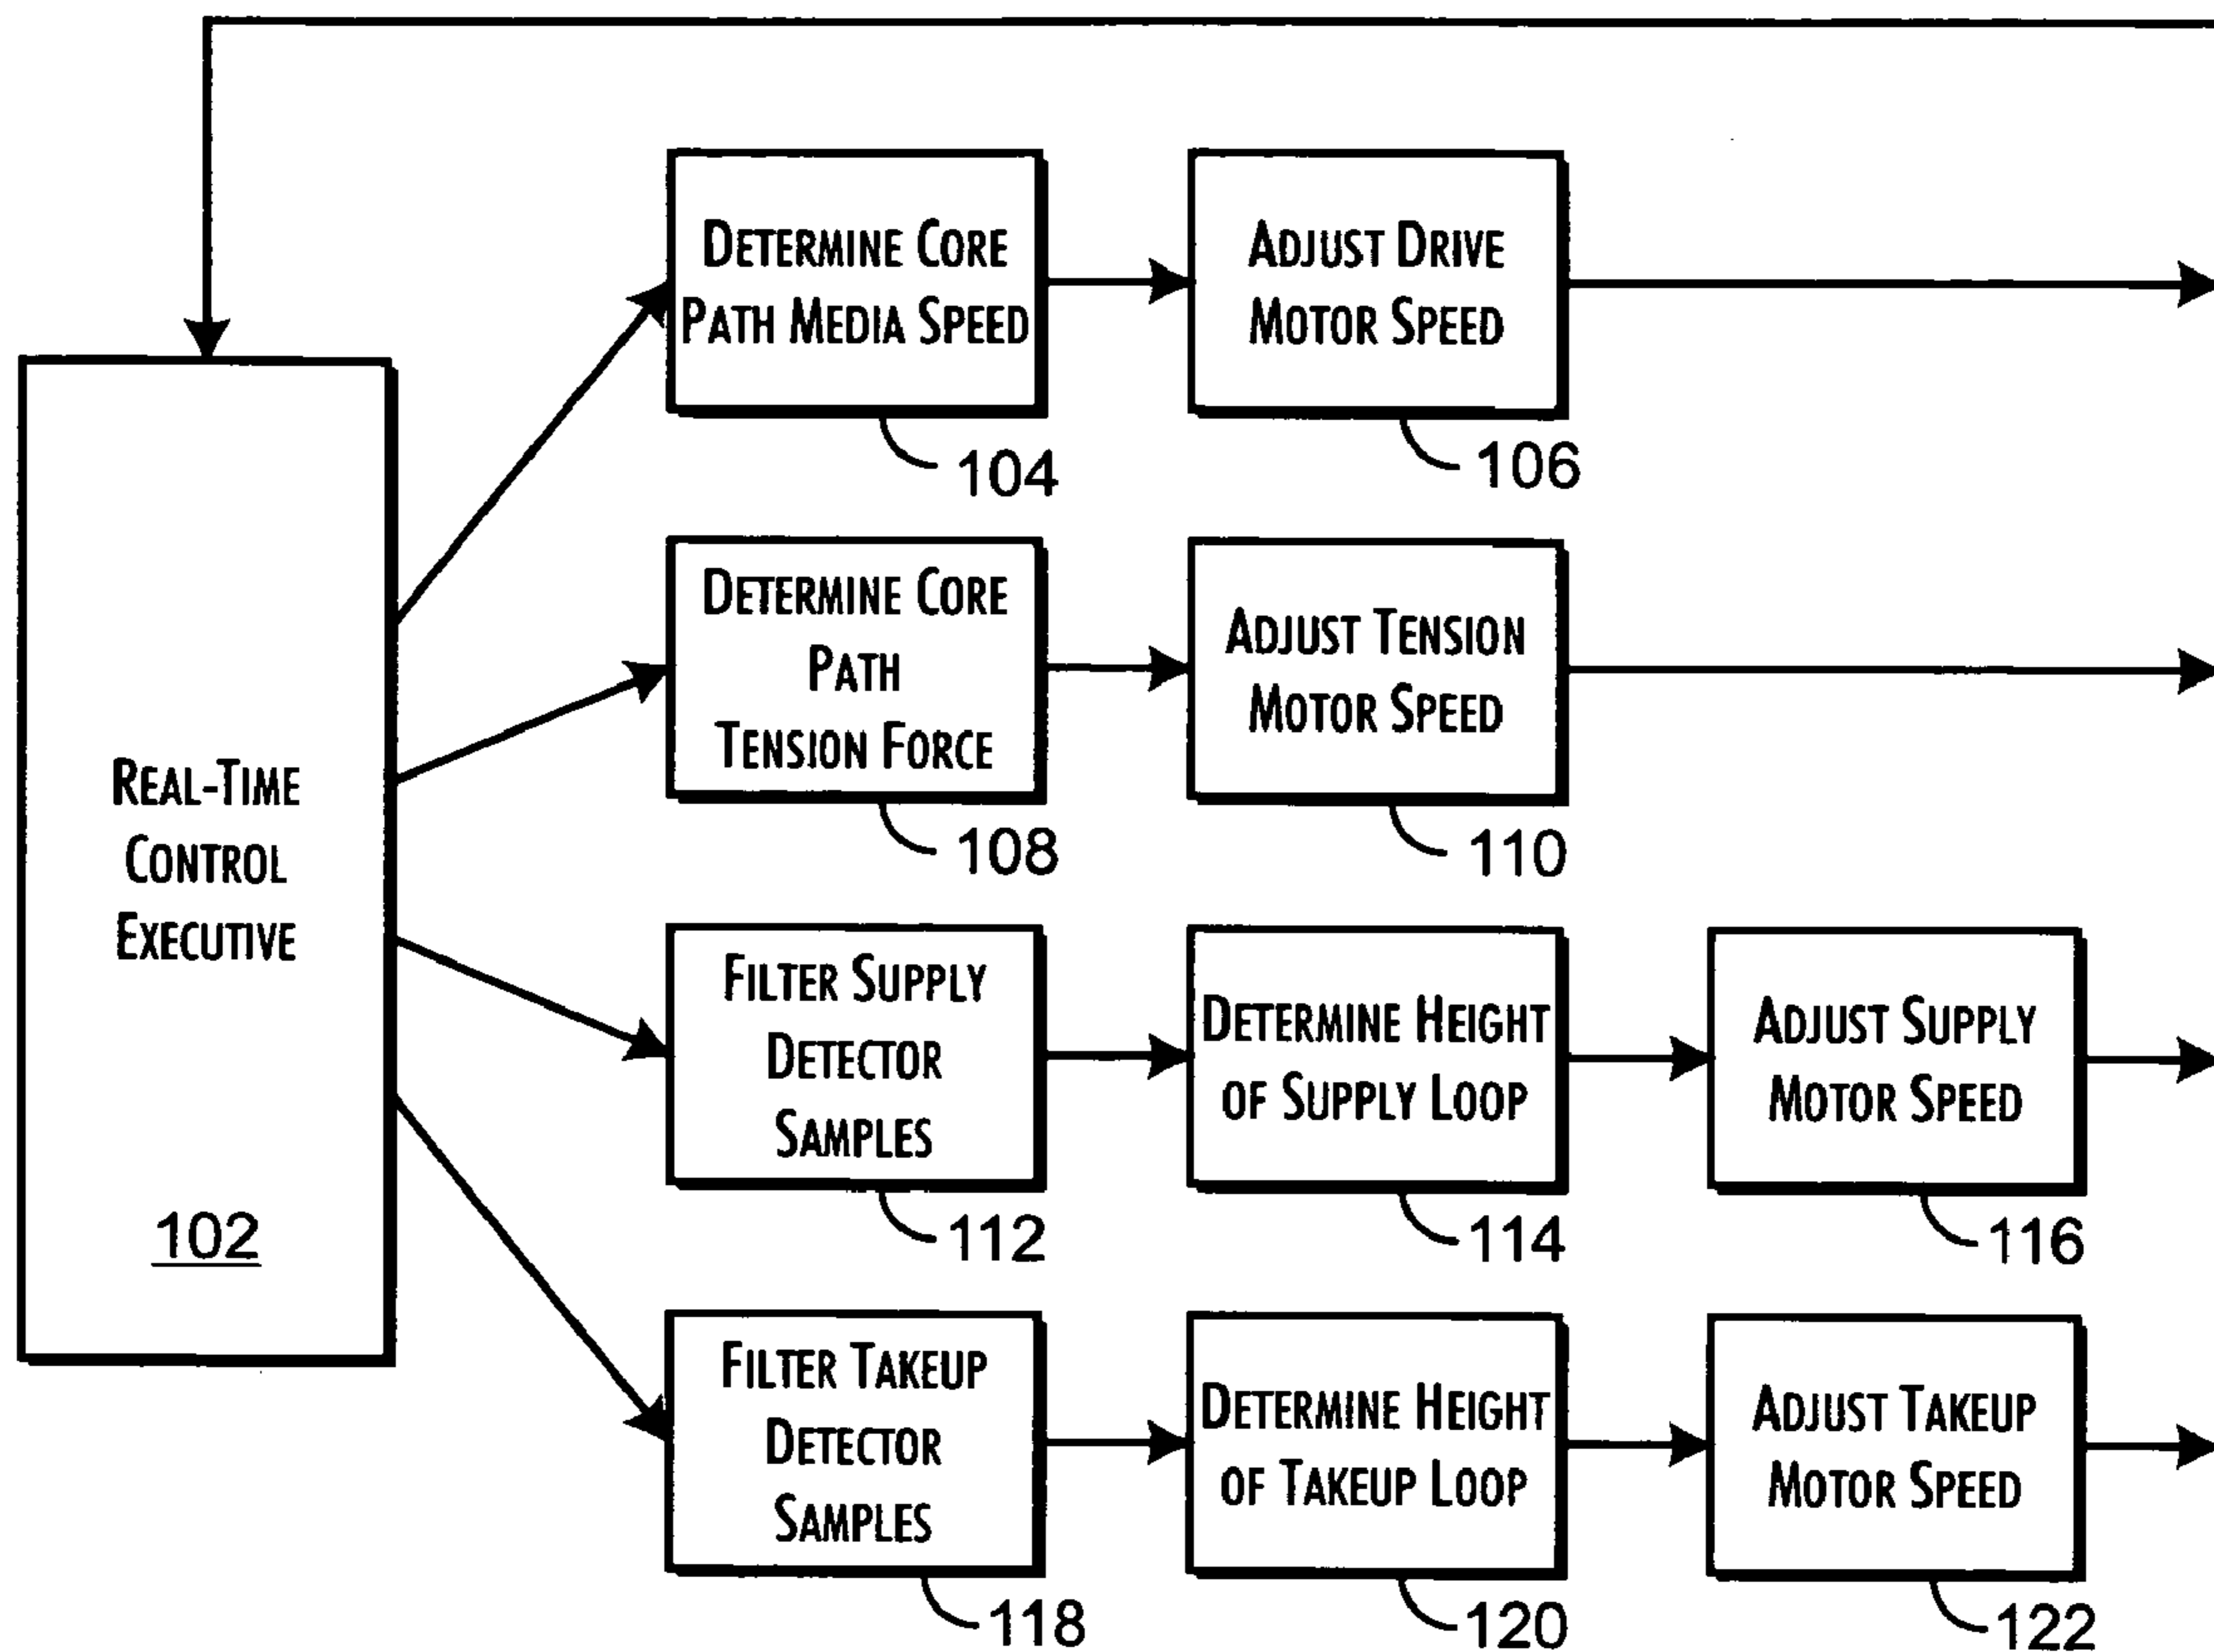 REAL-TIME
CONTROL
EXECUTIVE
102
DETERMINE CORE
PATH MEDIA SPEED
104
ADJUST DRIVE
MOTOR SPEED
106
DETERMINE CORE
PATH
TENSION FORCE
108
ADJUST TENSION
MOTOR SPEED
110
FILTER SUPPLY
DETECTOR
SAMPLES
112
DETERMINE HEIGHT
OF SUPPLY LOOP
114
ADJUST SUPPLY
MOTOR SPEED
116
FILTER TAKEUP
DETECTOR
SAMPLES
118
DETERMINE HEIGHT
OF TAKEUP LOOP
120
ADJUST TAKEUP
MOTOR SPEED
122